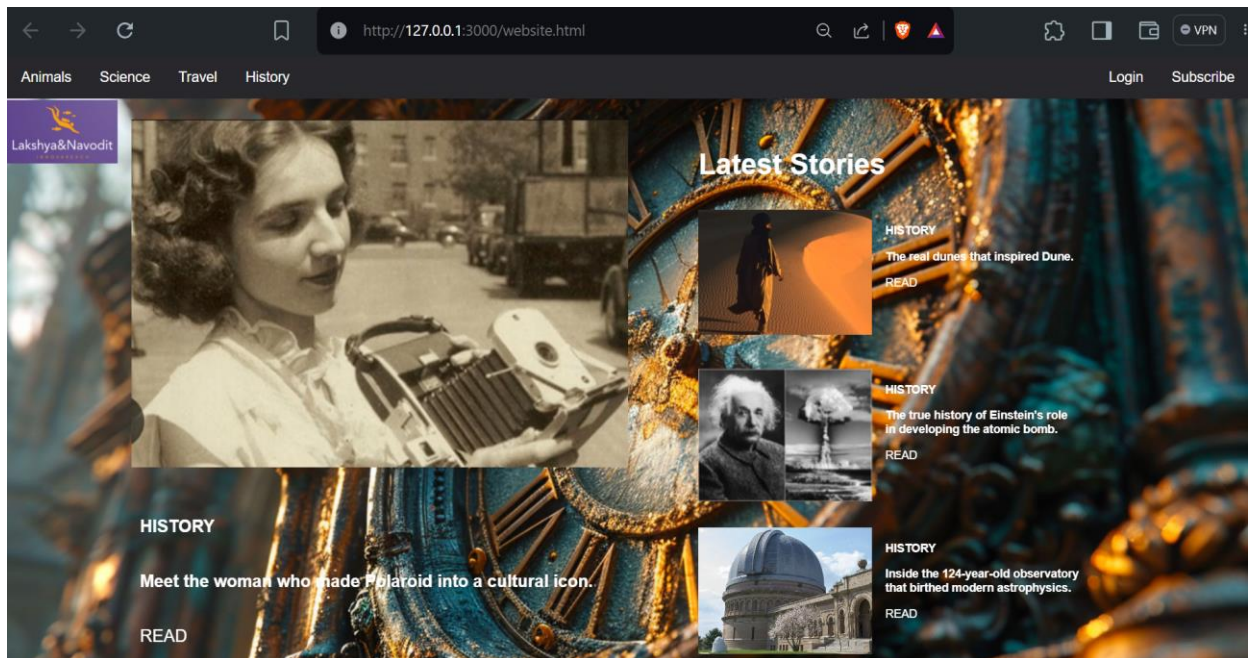 http://127.0.0.1:3000/website.html
VPN
Animals Science Travel History Login Subscribe
Lakshya&Navodit
HISTORY
Meet the woman who made Polaroid into a cultural icon.
READ
Latest Stories
HISTORY
The real dunes that inspired Dune.
READ
HISTORY
The true history of Einstein's role
in developing the atomic bomb.
READ
HISTORY
Inside the 124-year-old observatory
that birthed modern astrophysics.
READ